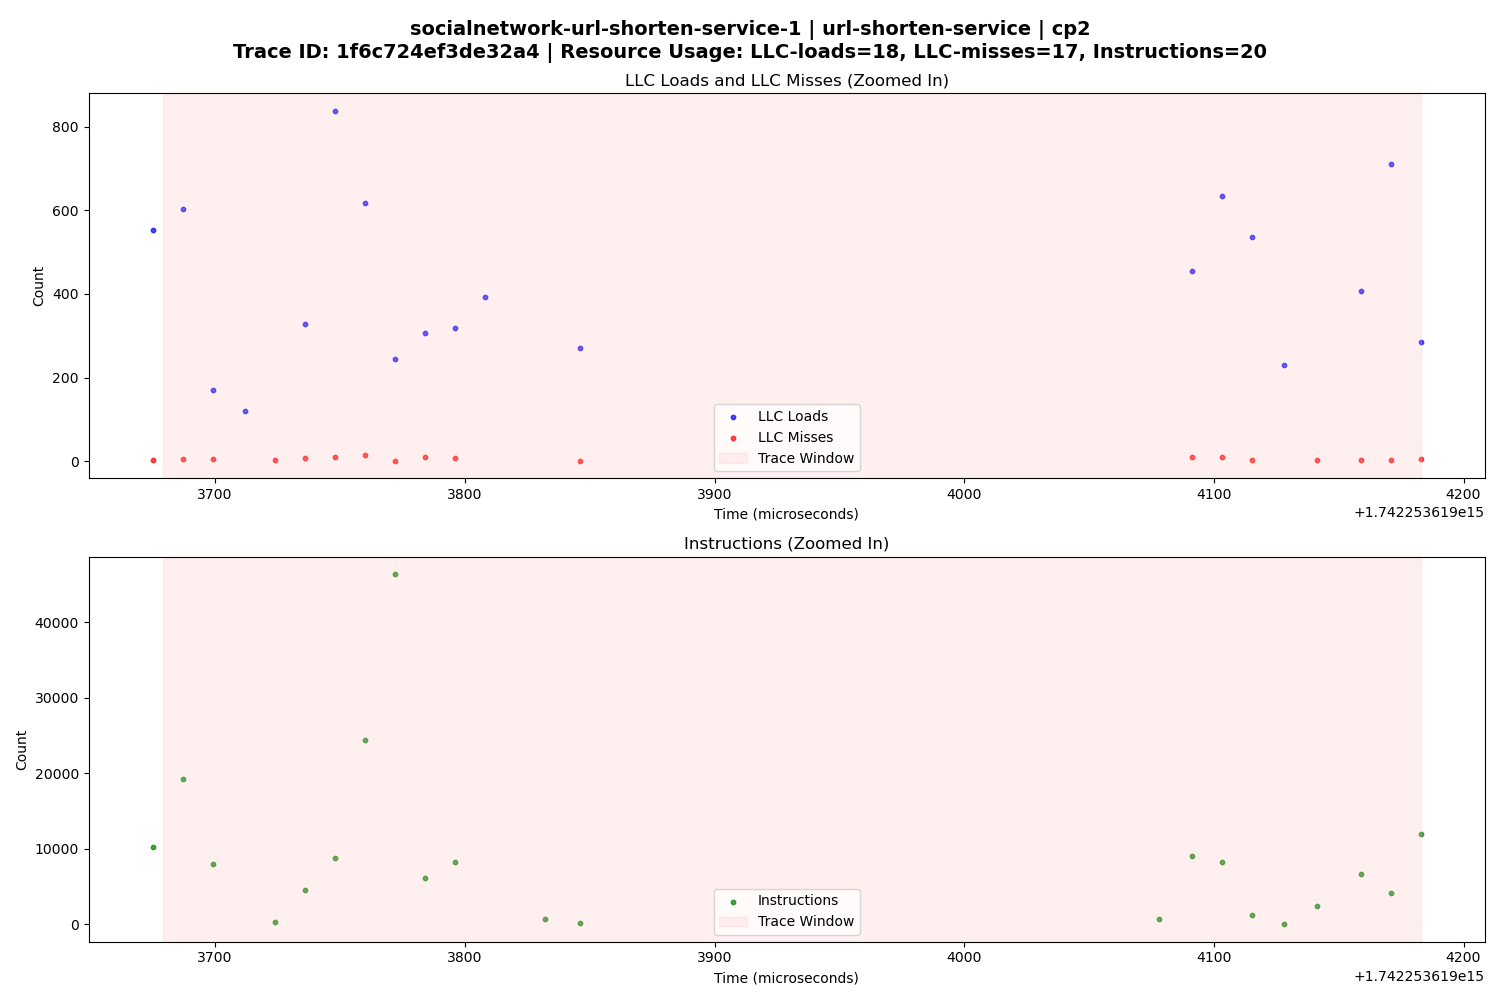 socialnetwork-url-shorten-service-1 | url-shorten-service | cp2
Trace ID: 1f6c724ef3de32a4 | Resource Usage: LLC-loads=18, LLC-misses=17, Instructions=20
LLC Loads and LLC Misses (Zoomed In)
800
600
400
200
0
Count
LLC Loads
LLC Misses
Trace Window
3700 3800 3900 4000 4100 4200
Time (microseconds)
+1.742253619e15
Instructions (Zoomed In)
40000
30000
20000
10000
0
Count
Instructions
Trace Window
3700 3800 3900 4000 4100 4200
Time (microseconds)
+1.742253619e15